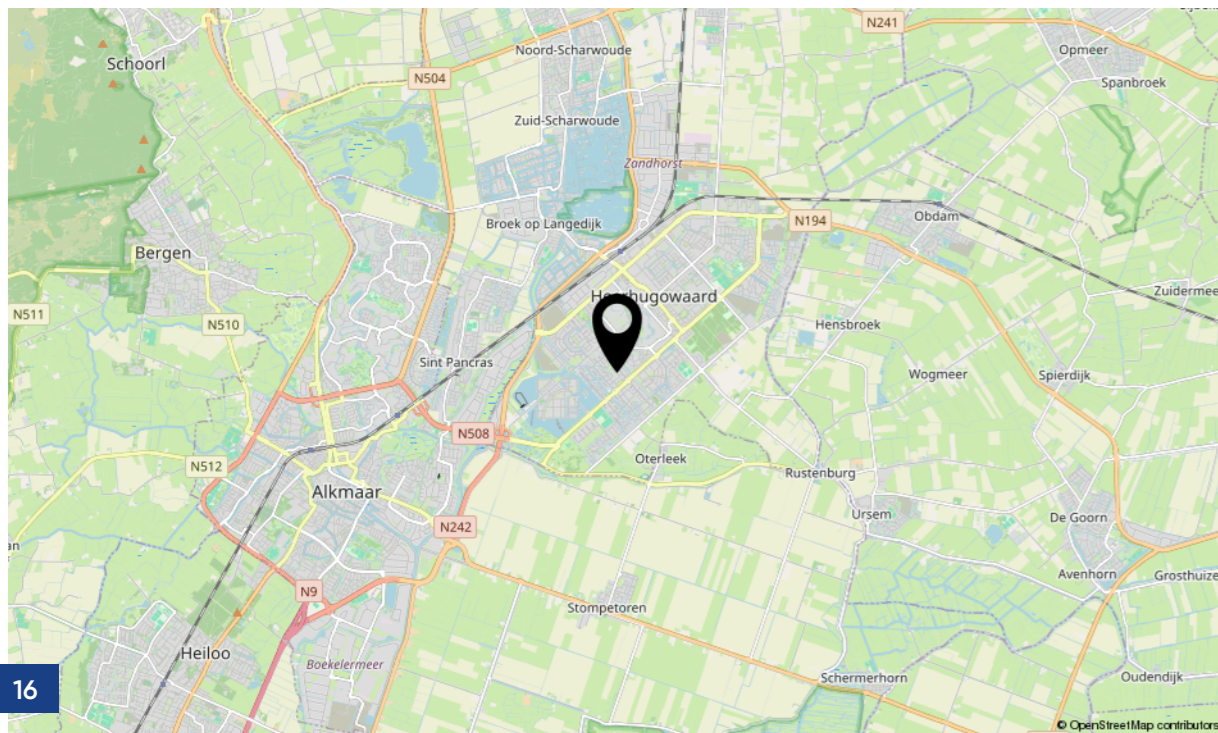 N241
Noord-Scharwoude
Opmeer
Schoorl
N504
Spanbroek
Zuid-Scharwoude
Zandhorst
Obdam
N194
Broek op Langedijk
Bergen
Zuidermee
Heerhugowaard
N511
N510
Hensbroek
Sint Pancras
Wogmeer
Spierdijk
N508
Oterleek
N512
Rustenburg
Alkmaar
Ursem
De Goorn
N242
an
Avenhorn
Grosthuize
N9
Stompetoren
Heiloo
Boekelermeer
Schermerhorn
Oudendijk
16
© OpenStreetMap contributors